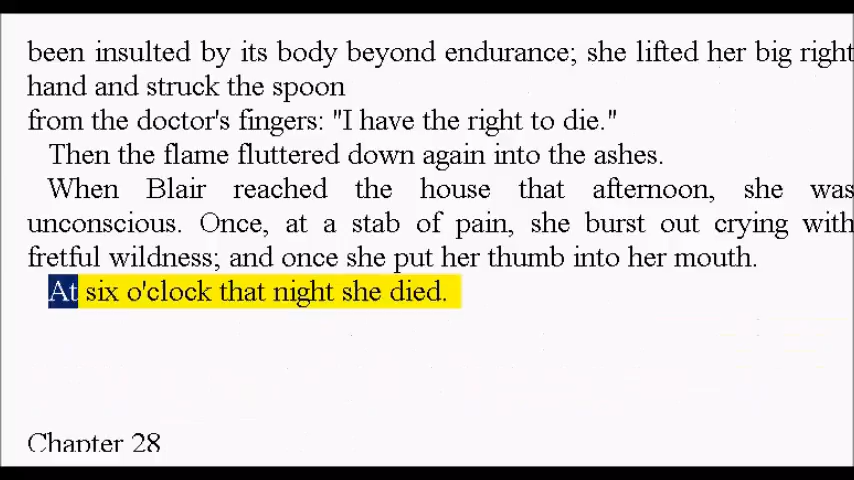 been insulted by its body beyond endurance; she lifted her big right
hand and struck the spoon
from the doctor's fingers: "I have the right to die."
Then the flame fluttered down again into the ashes.
When Blair reached the house that afternoon, she was
unconscious. Once, at a stab of pain, she burst out crying with
fretful wildness; and once she put her thumb into her mouth.
At six o'clock that night she died.
Chapter 28